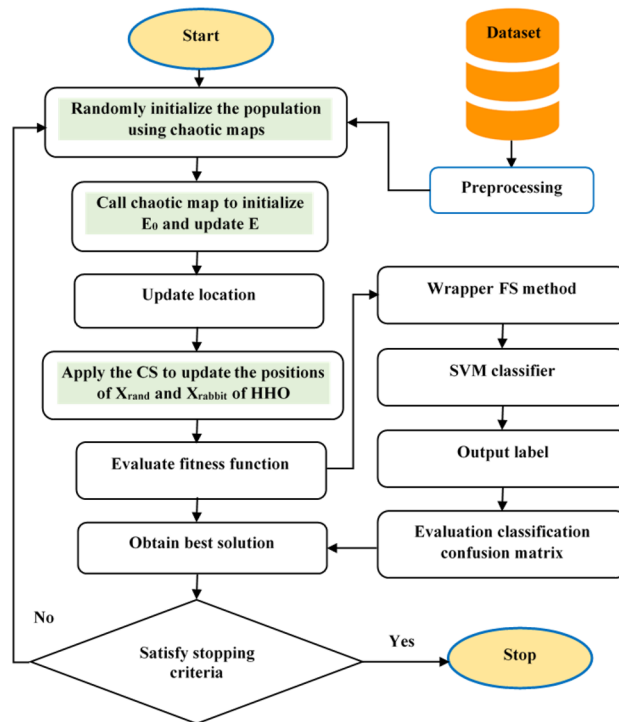 Start
Dataset
Randomly initialize the population
using chaotic maps
Preprocessing
Call chaotic map to initialize
E₀ and update E
Update location
Wrapper FS method
Apply the CS to update the positions
of Xrand and Xrabbit of HHO
SVM classifier
Evaluate fitness function
Output label
Obtain best solution
Evaluation classification
confusion matrix
No
Satisfy stopping
criteria
Yes
Stop